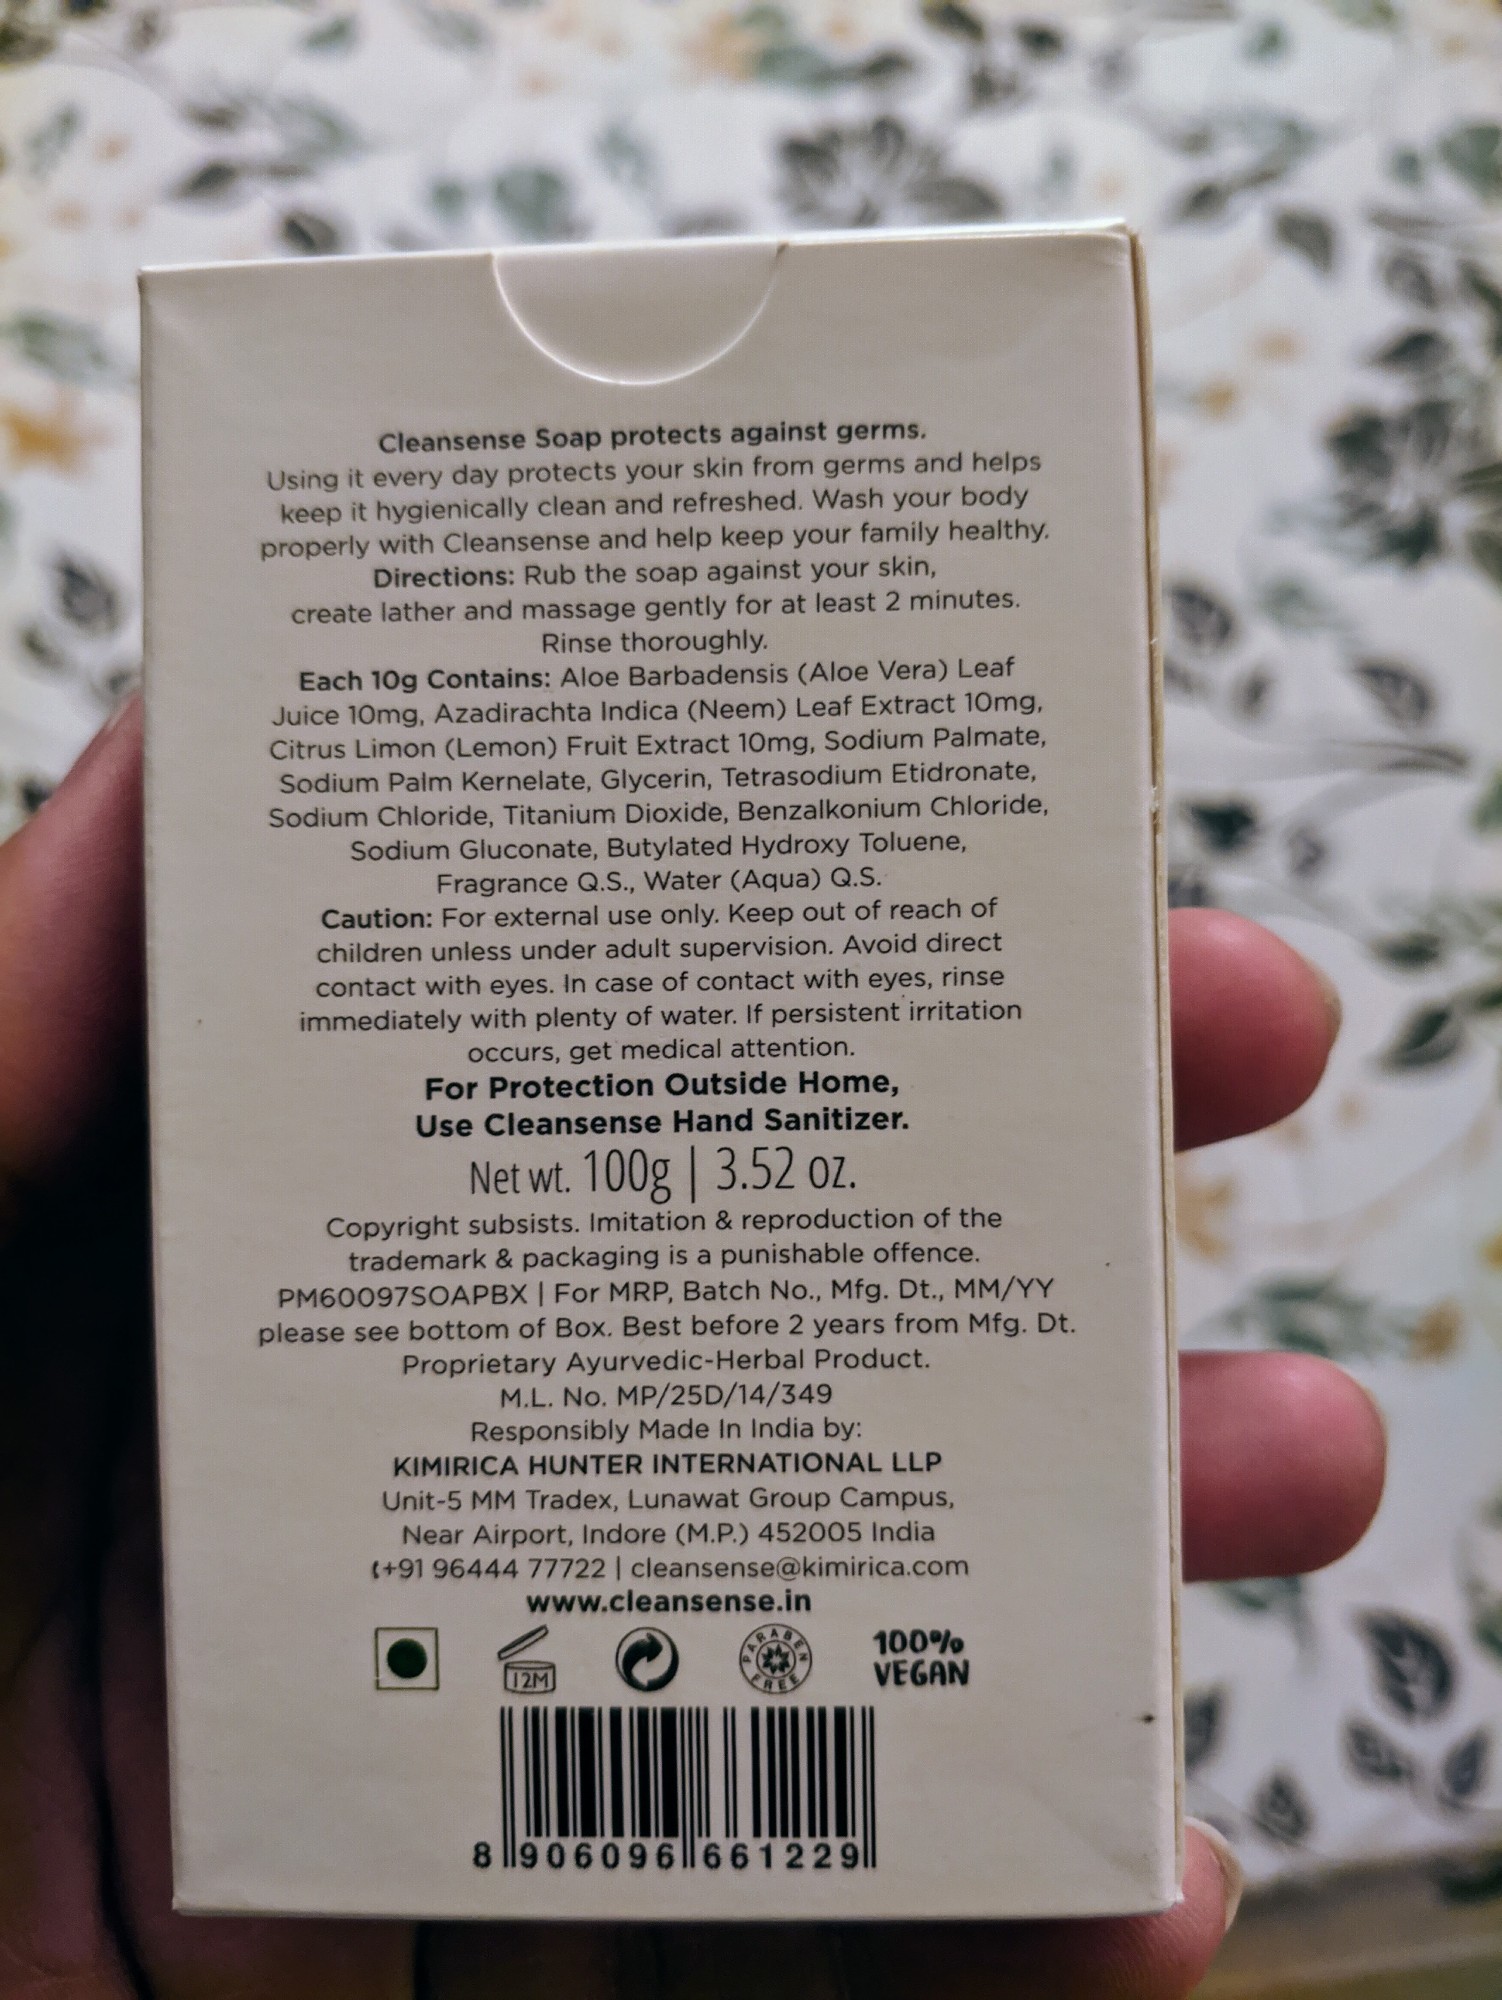 Cleansense Soap protects against germs.
Using it every day protects your skin from germs and helps
keep it hygienically clean and refreshed. Wash your body
properly with Cleansense and help keep your family healthy.
Directions: Rub the soap against your skin,
create lather and massage gently for at least 2 minutes.
Rinse thoroughly.
Each 10g Contains: Aloe Barbadensis (Aloe Vera) Leaf
Juice 10mg, Azadirachta Indica (Neem) Leaf Extract 10mg,
Citrus Limon (Lemon) Fruit Extract 10mg, Sodium Palmate,
Sodium Palm Kernelate, Glycerin, Tetrasodium Etidronate,
Sodium Chloride, Titanium Dioxide, Benzalkonium Chloride,
Sodium Gluconate, Butylated Hydroxy Toluene,
Fragrance Q.S., Water (Aqua) Q.S.
Caution: For external use only. Keep out of reach of
children unless under adult supervision. Avoid direct
contact with eyes. In case of contact with eyes, rinse
immediately with plenty of water. If persistent irritation
occurs, get medical attention.
For Protection Outside Home,
Use Cleansense Hand Sanitizer.
Net wt. 100g | 3.52 oz.
Copyright subsists. Imitation & reproduction of the
trademark & packaging is a punishable offence.
PM60097SOAPBX | For MRP, Batch No., Mfg. Dt., MM/YY
please see bottom of Box. Best before 2 years from Mfg. Dt.
Proprietary Ayurvedic-Herbal Product.
M.L. No. MP/25D/14/349
Responsibly Made In India by:
KIMIRICA HUNTER INTERNATIONAL LLP
Unit-5 MM Tradex, Lunawat Group Campus,
Near Airport, Indore (M.P.) 452005 India
+91 96444 77722 | cleansense@kimirica.com
www.cleansense.in
12M
PARABEN FREE
100%
VEGAN
8 906096 661229